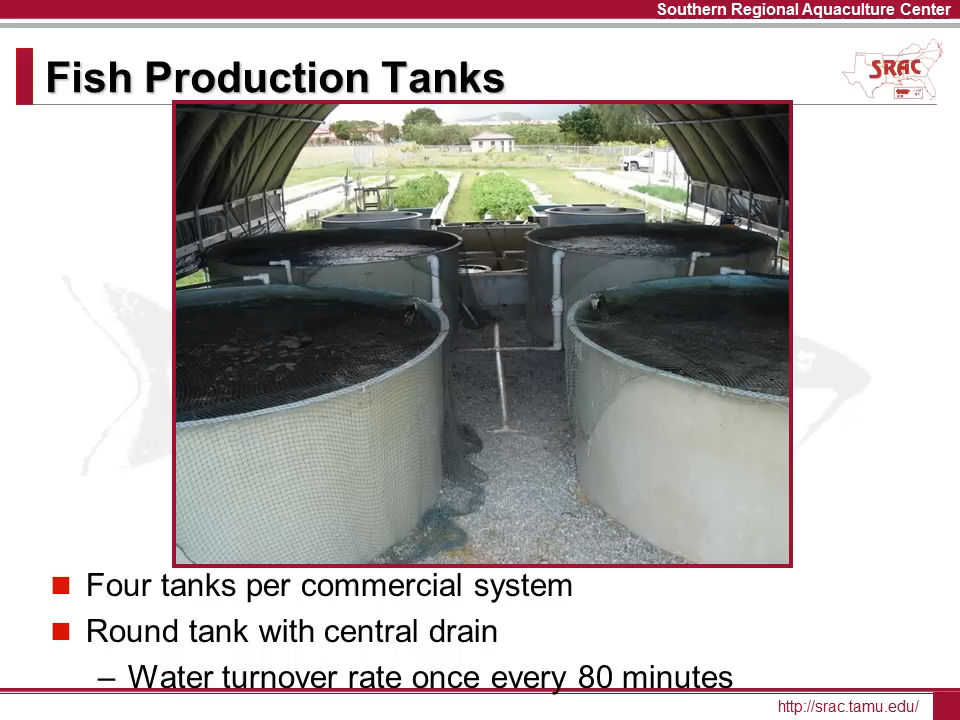 Southern Regional Aquaculture Center
Fish Production Tanks
SRAC
Four tanks per commercial system
Round tank with central drain
– Water turnover rate once every 80 minutes
http://srac.tamu.edu/